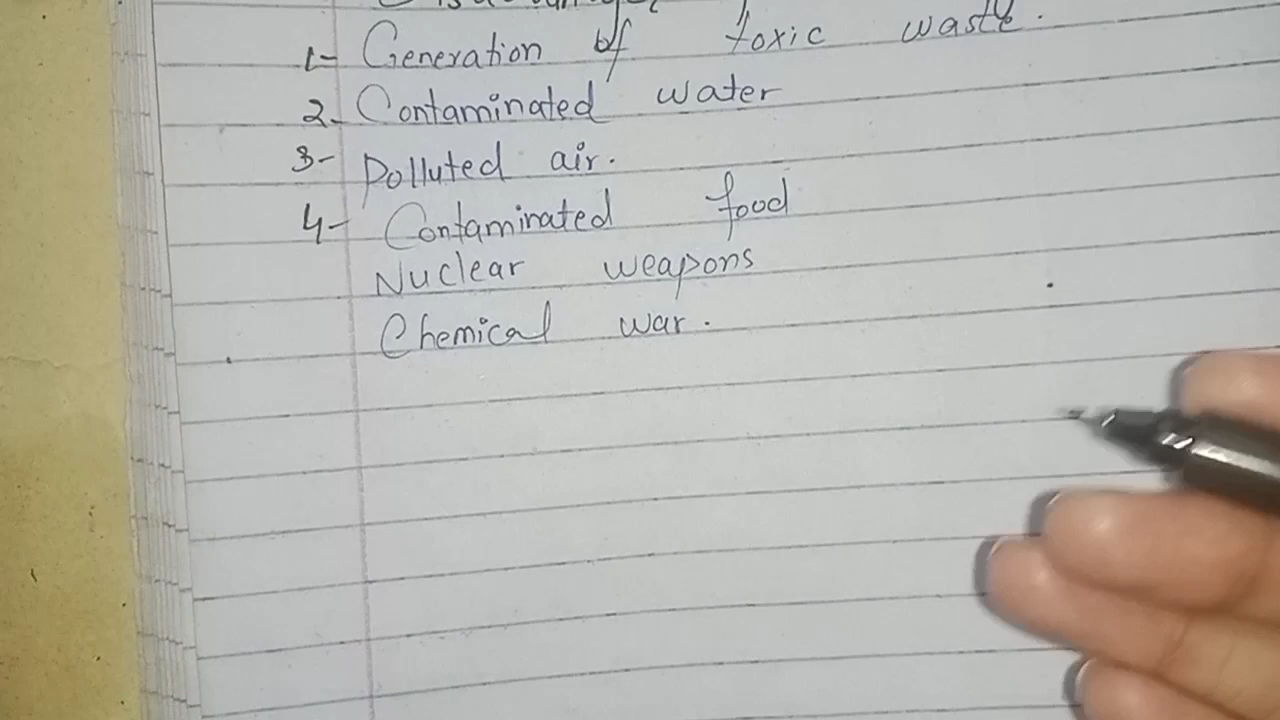 1- Generation of toxic waste.
2- Contaminated water
3- Polluted air.
4- Contaminated food
Nuclear weapons
Chemical war.